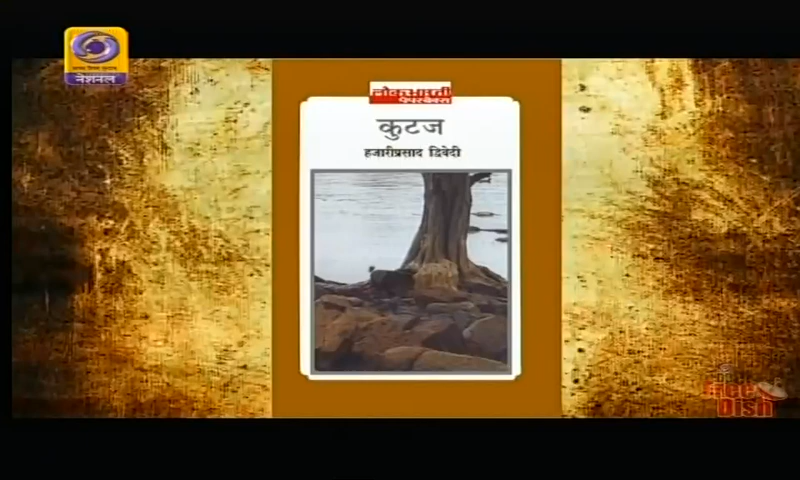 नेशनल
लोकभारती
पेपरबैक्स
कुटज
हजारीप्रसाद द्विवेदी
free
Dish